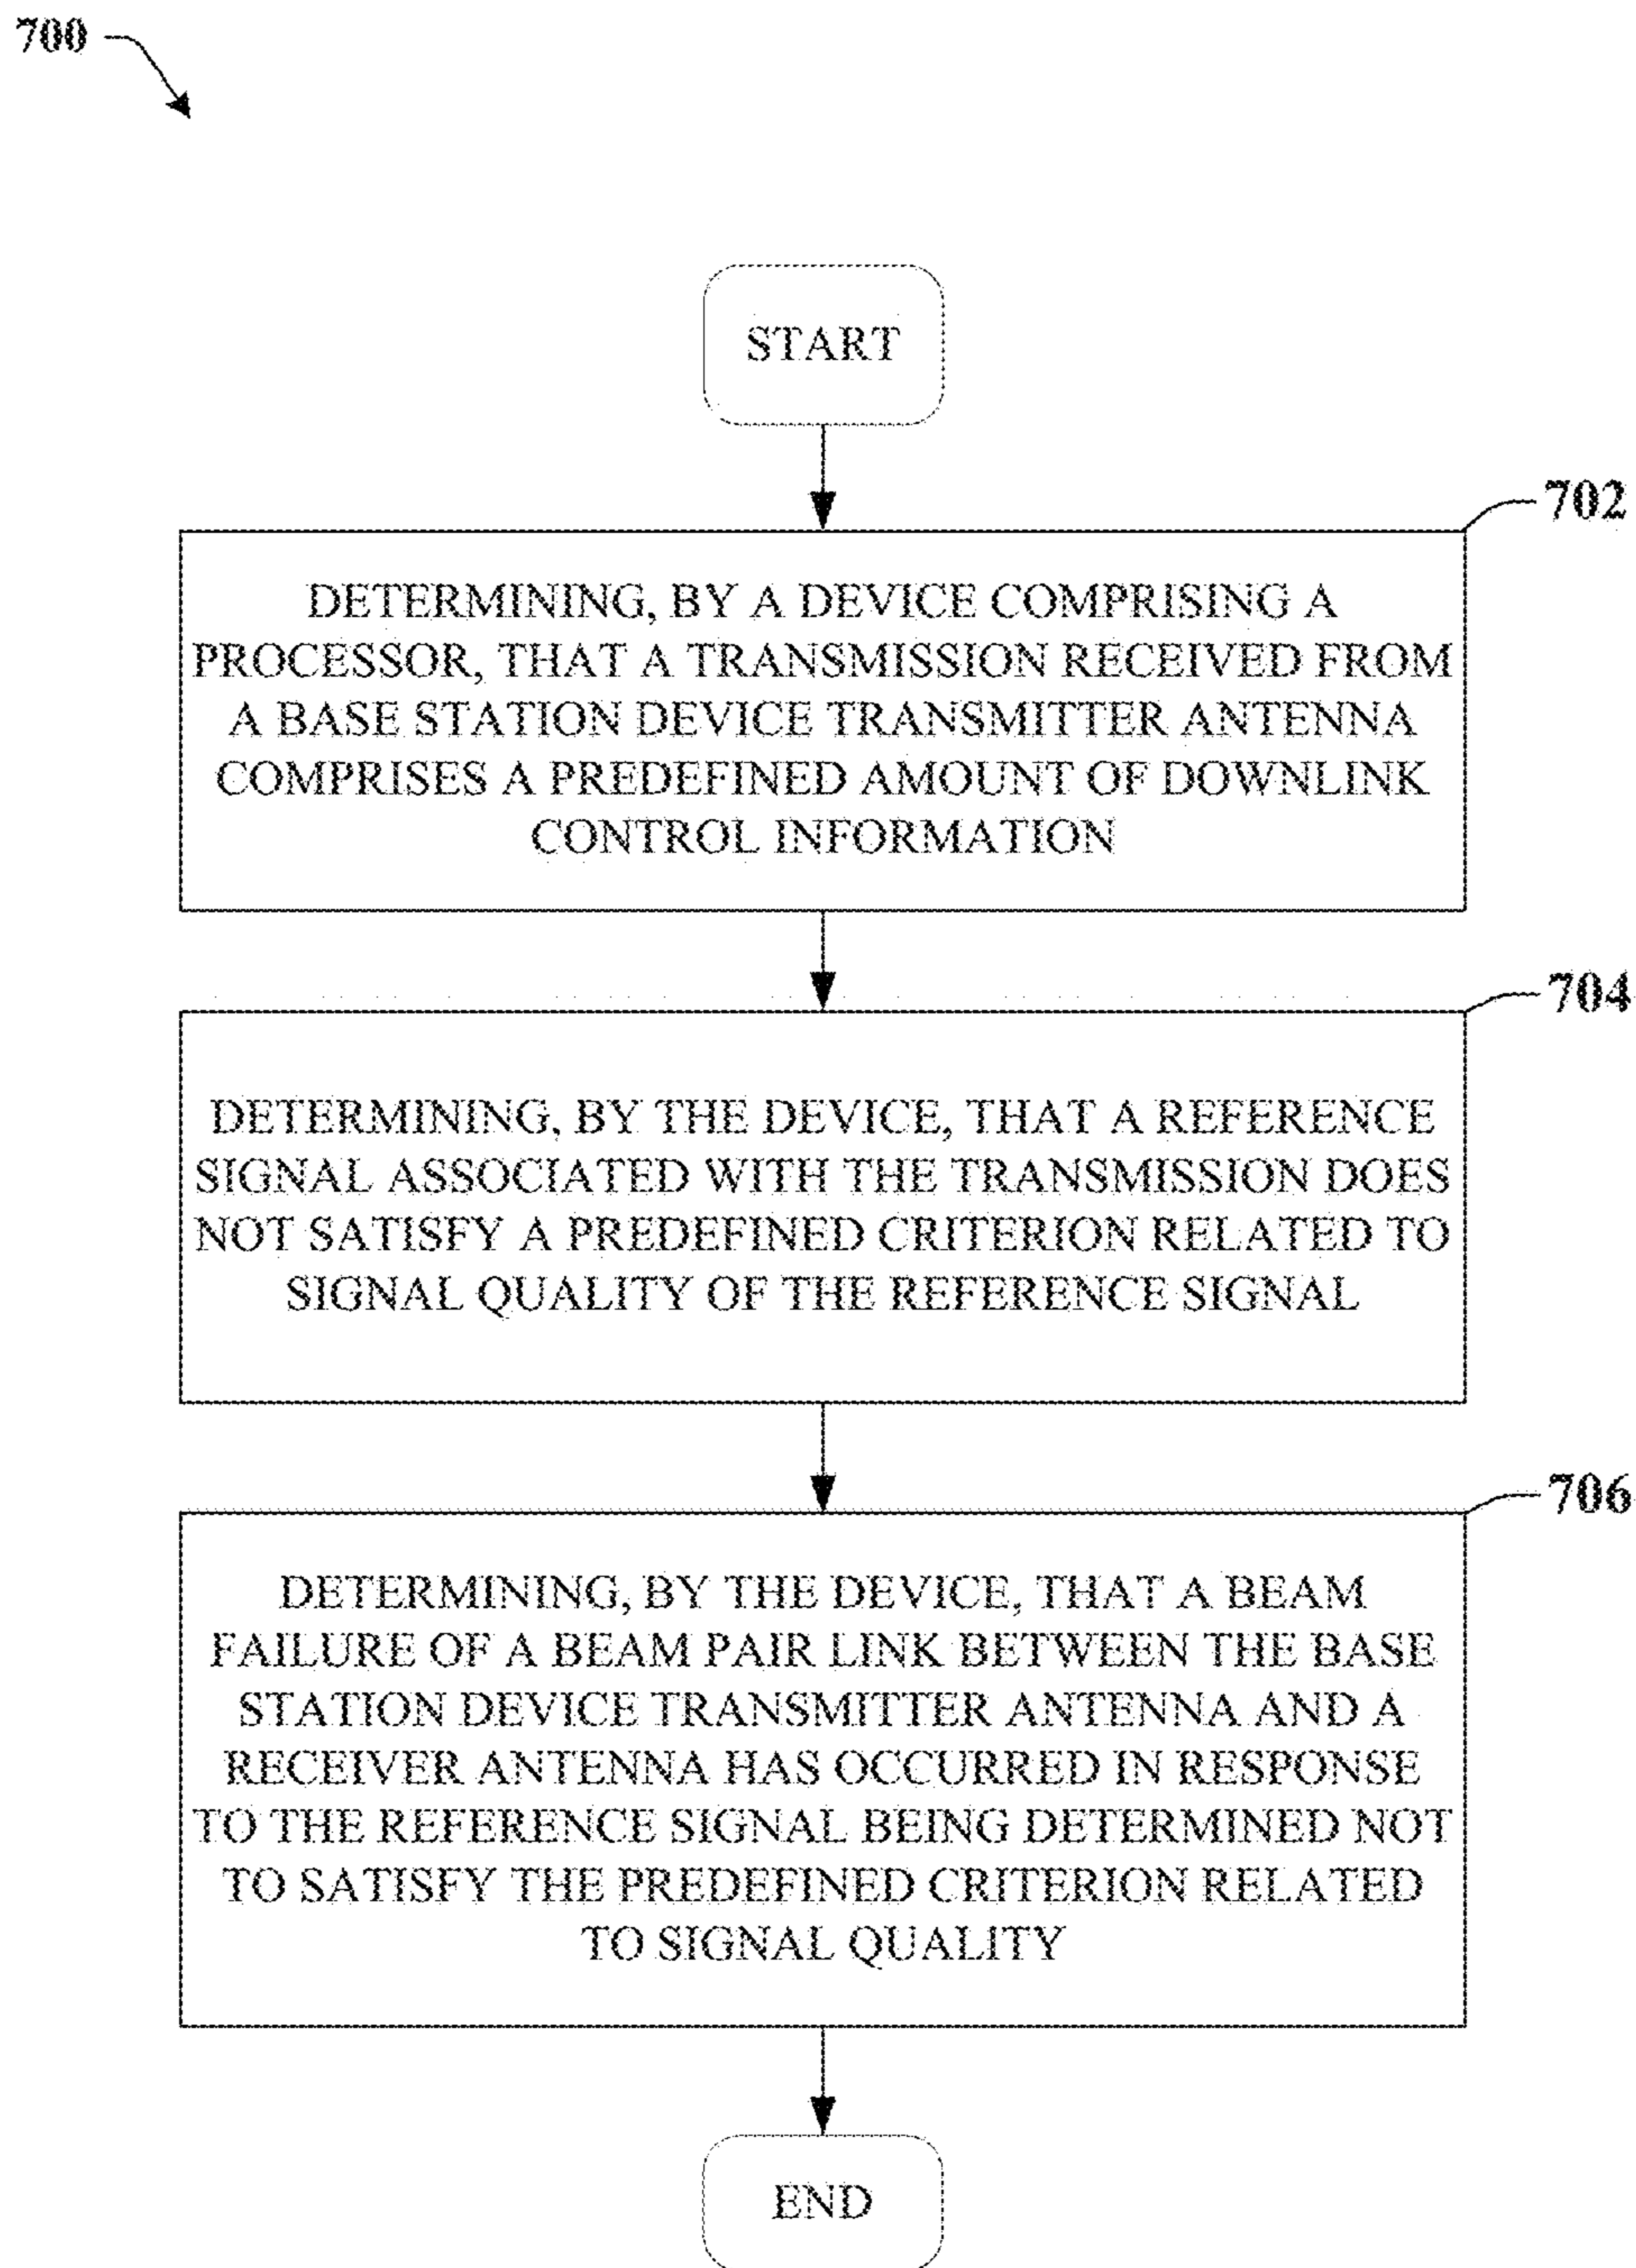 700
START
702
DETERMINING, BY A DEVICE COMPRISING A
PROCESSOR, THAT A TRANSMISSION RECEIVED FROM
A BASE STATION DEVICE TRANSMITTER ANTENNA
COMPRISES A PREDEFINED AMOUNT OF DOWNLINK
CONTROL INFORMATION
704
DETERMINING, BY THE DEVICE, THAT A REFERENCE
SIGNAL ASSOCIATED WITH THE TRANSMISSION DOES
NOT SATISFY A PREDEFINED CRITERION RELATED TO
SIGNAL QUALITY OF THE REFERENCE SIGNAL
706
DETERMINING, BY THE DEVICE, THAT A BEAM
FAILURE OF A BEAM PAIR LINK BETWEEN THE BASE
STATION DEVICE TRANSMITTER ANTENNA AND A
RECEIVER ANTENNA HAS OCCURRED IN RESPONSE
TO THE REFERENCE SIGNAL BEING DETERMINED NOT
TO SATISFY THE PREDEFINED CRITERION RELATED
TO SIGNAL QUALITY
END